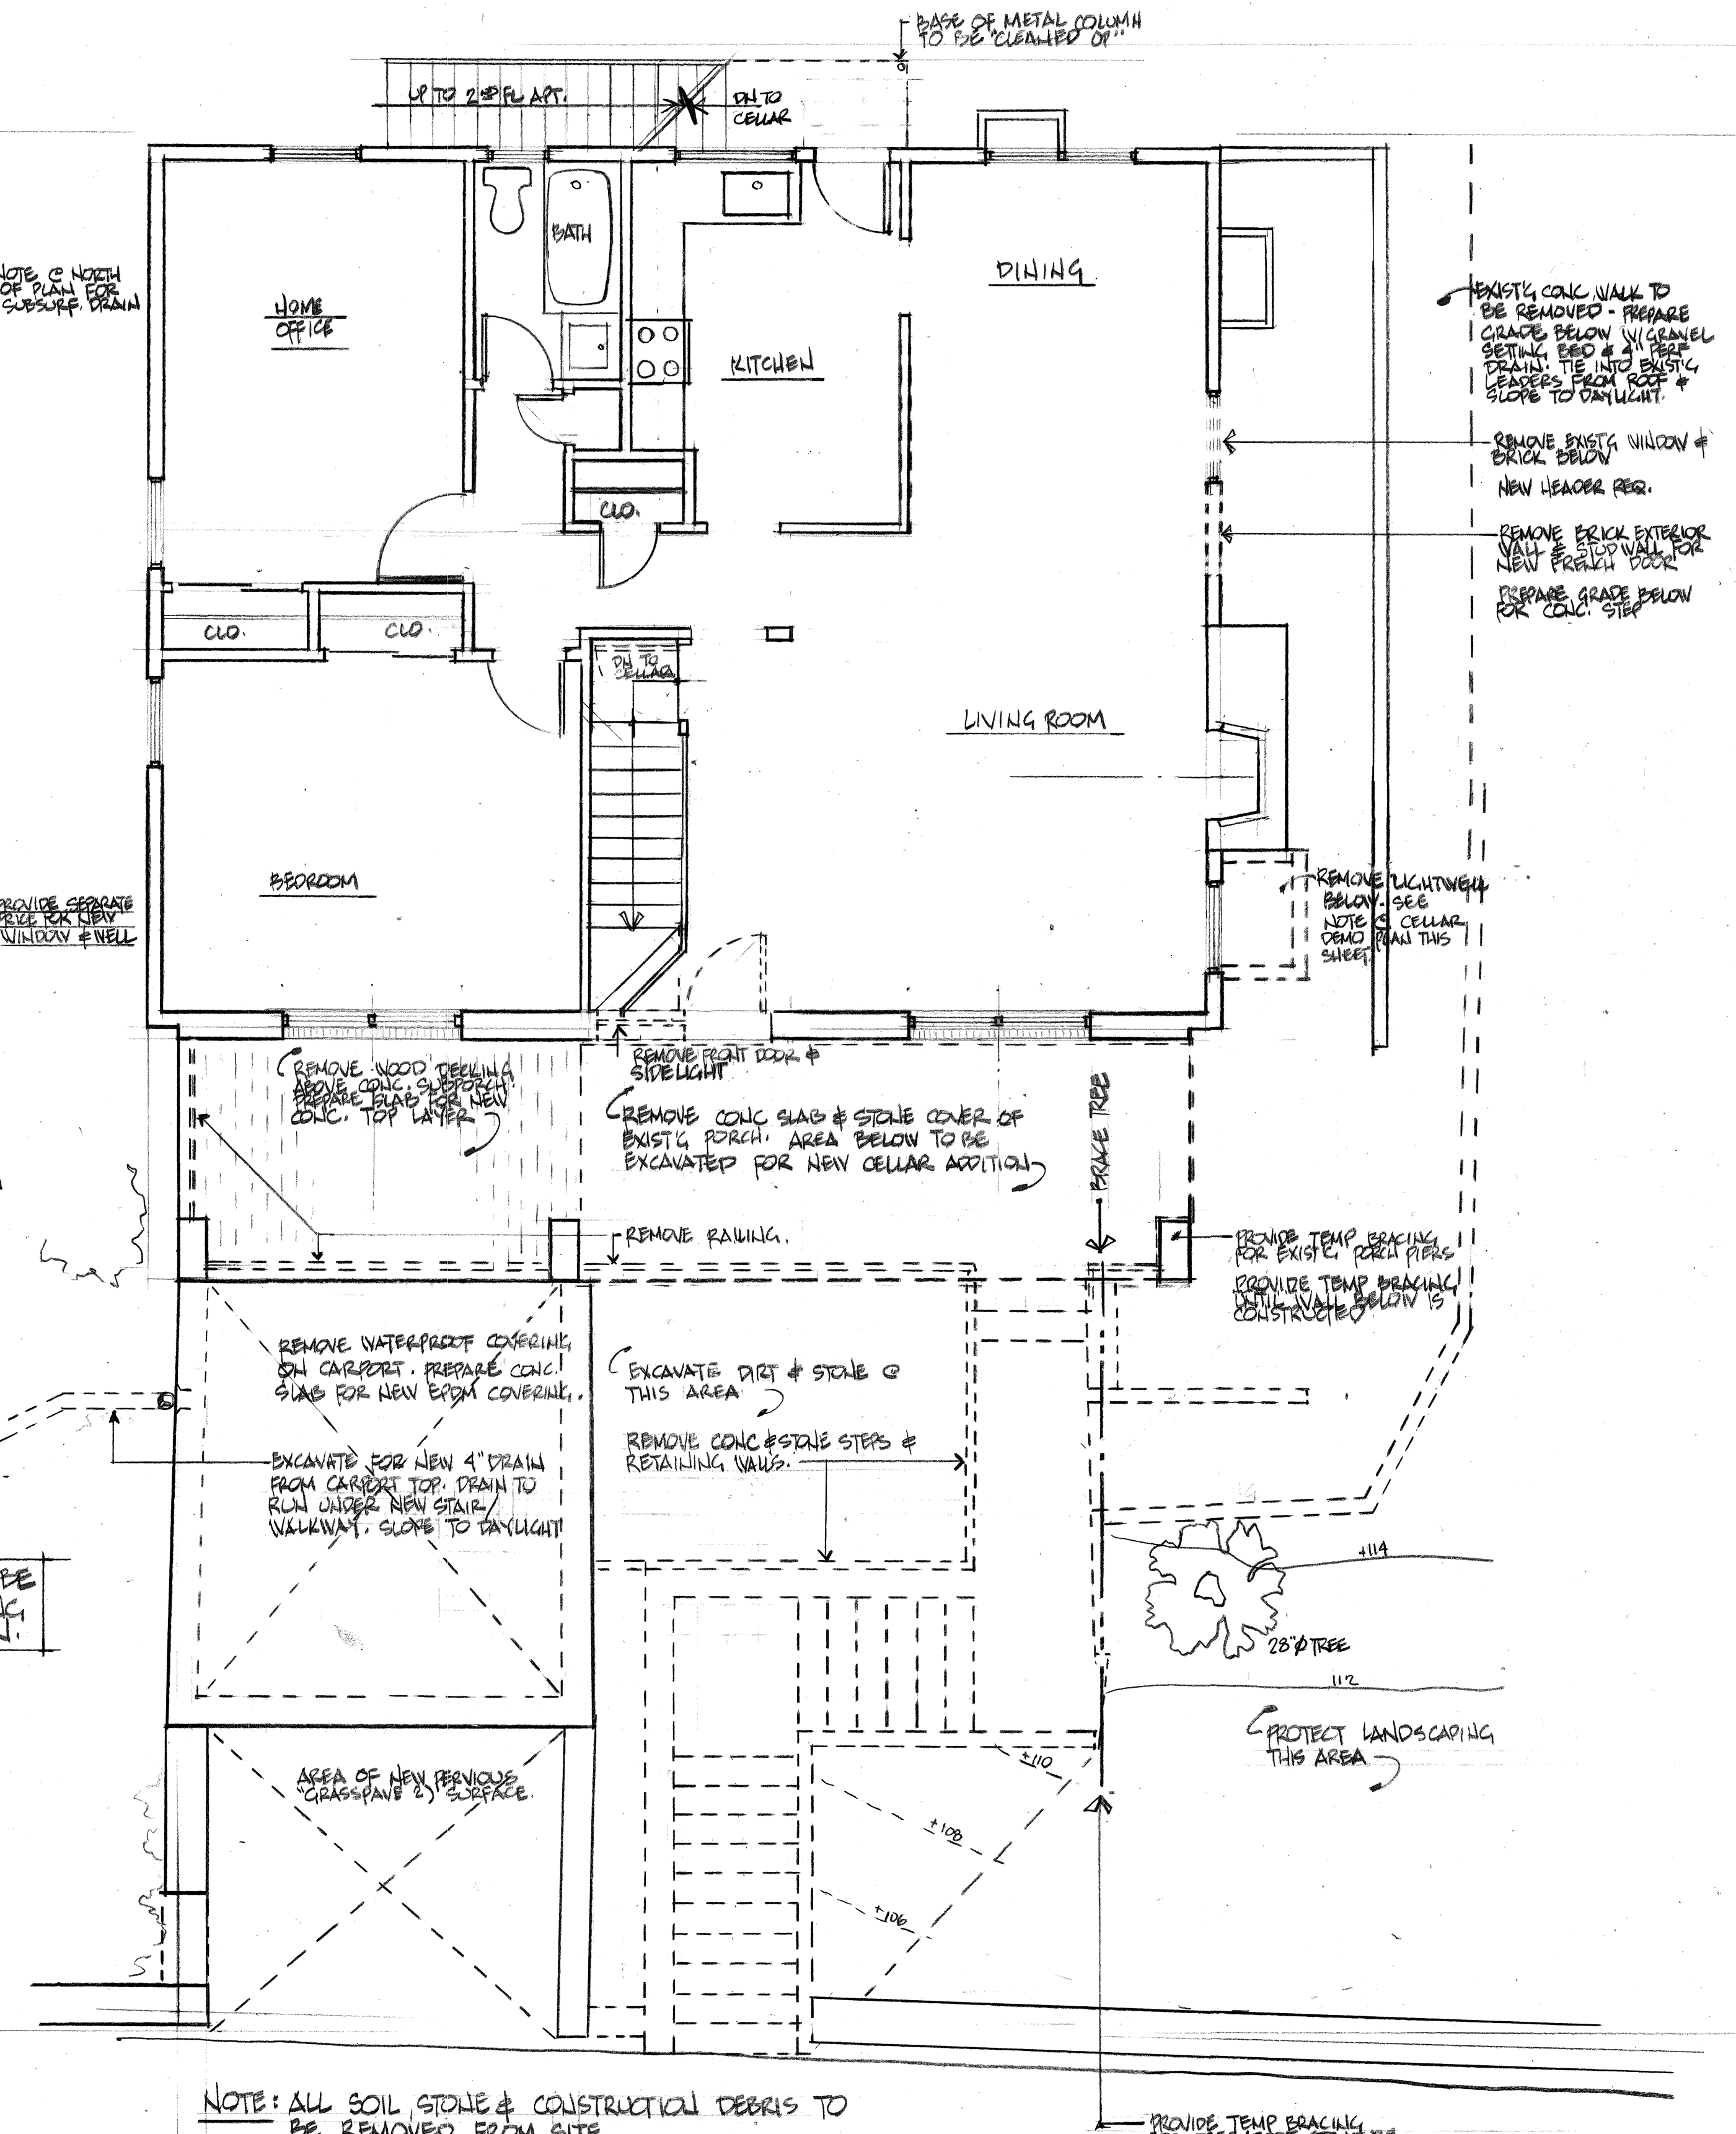 BASE OF METAL COLUMN
TO BE "CLEANED UP"
UP TO 2ND FL APT.
DN TO
CELLAR
BATH
DINING
HOME
OFFICE
KITCHEN
NOTE @ NORTH
OF PLAN FOR
SUBSURF. DRAIN
EXIST'G CONC. WALK TO
BE REMOVED - PREPARE
GRADE BELOW W/ GRAVEL
SETTING BED & 4" PERF
DRAIN. TIE INTO EXIST'G
LEADERS FROM ROOF &
SLOPE TO DAYLIGHT.
REMOVE EXIST'G WINDOW &
BRICK BELOW
NEW HEADER REQ.
REMOVE BRICK EXTERIOR
WALL & STUD WALL FOR
NEW FRENCH DOOR
PREPARE GRADE BELOW
FOR CONC. STEP
CLO.
CLO.
CLO.
DN TO
CELLAR
LIVING ROOM
BEDROOM
PROVIDE SEPARATE
PRICE FOR NEW
WINDOW & WELL
REMOVE LIGHTWELL
BELOW. SEE
NOTE @ CELLAR
DEMO PLAN THIS
SHEET
REMOVE WOOD DECKING
ABOVE CONC. SUBPORCH.
PREPARE SLAB FOR NEW
CONC. TOP LAYER
REMOVE FRONT DOOR &
SIDELIGHT
REMOVE CONC SLAB & STONE COVER OF
EXIST'G PORCH. AREA BELOW TO BE
EXCAVATED FOR NEW CELLAR ADDITION
BRACE TREE
REMOVE RAILING.
PROVIDE TEMP BRACING
FOR EXIST'G PORCH PIERS
PROVIDE TEMP BRACING
UNTIL WALL BELOW IS
CONSTRUCTED
REMOVE WATERPROOF COVERING
ON CARPORT. PREPARE CONC.
SLAB FOR NEW EPDM COVERING.
EXCAVATE DIRT & STONE @
THIS AREA
REMOVE CONC & STONE STEPS &
RETAINING WALLS.
EXCAVATE FOR NEW 4" DRAIN
FROM CARPORT TOP. DRAIN TO
RUN UNDER NEW STAIR/
WALKWAY. SLOPE TO DAYLIGHT
+114
BE
28"Ø TREE
112
PROTECT LANDSCAPING
THIS AREA
+110
AREA OF NEW PERVIOUS
"GRASSPAVE 2) SURFACE.
+108
+106
NOTE: ALL SOIL STONE & CONSTRUCTION DEBRIS TO
BE REMOVED FROM SITE
PROVIDE TEMP BRACING